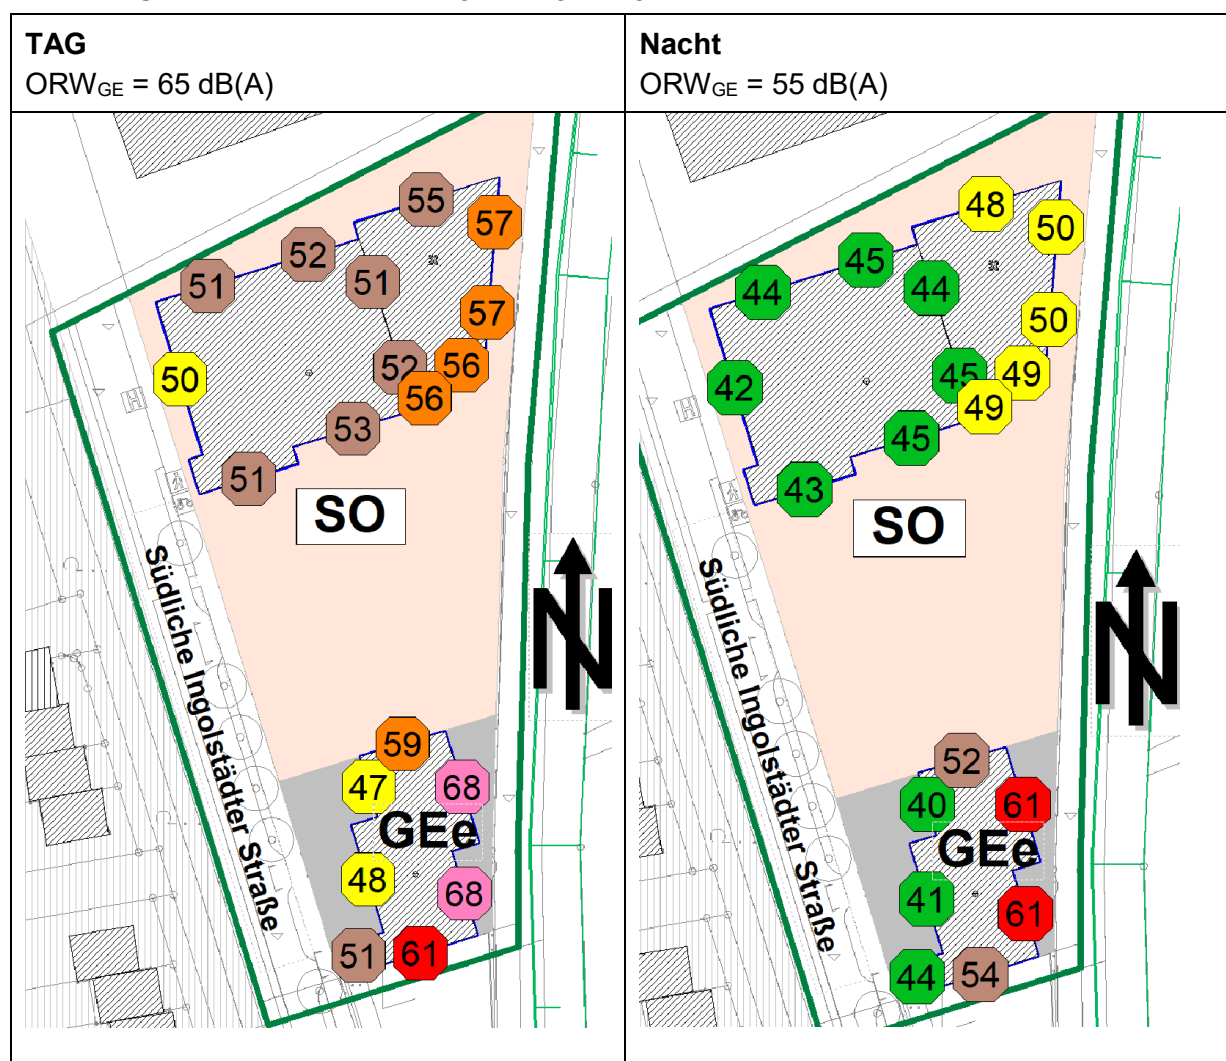 TAG
ORWGE = 65 dB(A)
Nacht
ORWGE = 55 dB(A)
55
57
52
51
51
57
50
52
56
56
53
51
SO
H
Südliche Ingolstädter Straße
N
59
47
68
GEe
48
68
51
61
48
50
45
44
44
50
42
45
49
49
45
43
SO
H
Südliche Ingolstädter Straße
N
52
40
61
GEe
41
61
44
54